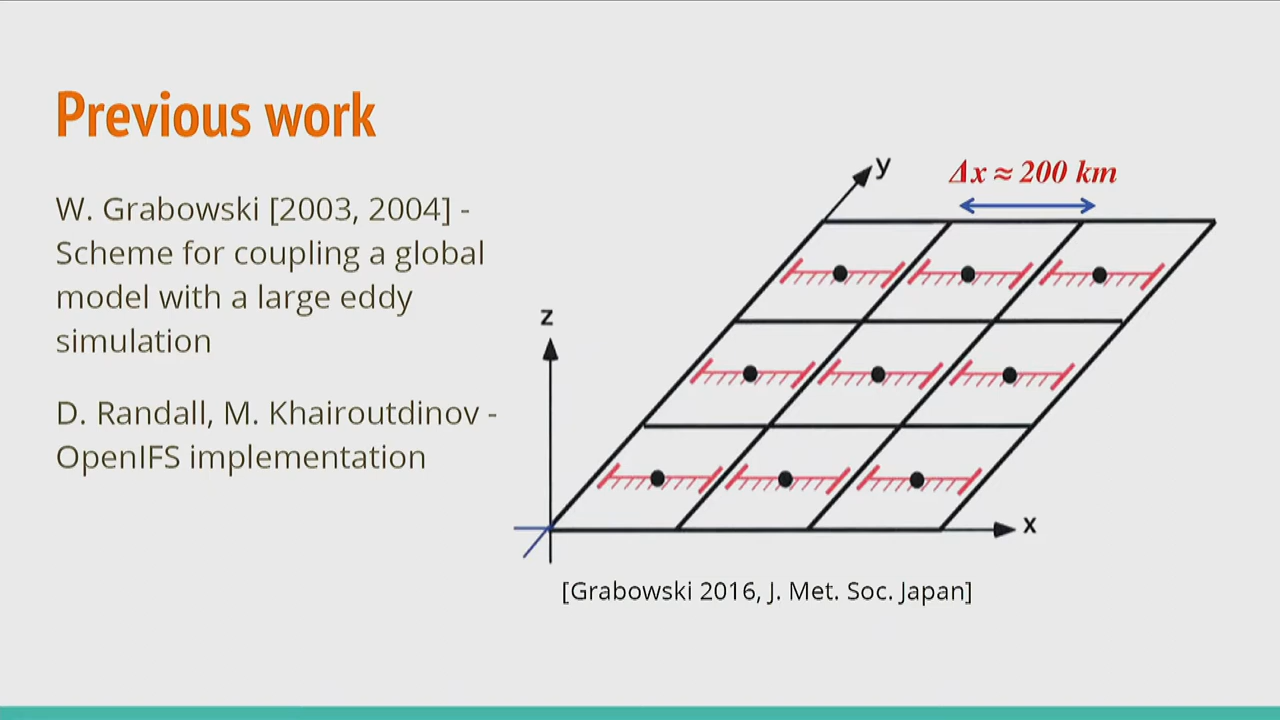 Previous work
W. Grabowski [2003, 2004] -
Scheme for coupling a global
model with a large eddy
simulation
D. Randall, M. Khairoutdinov -
OpenIFS implementation
y
Δx ≈ 200 km
z
x
[Grabowski 2016, J. Met. Soc. Japan]